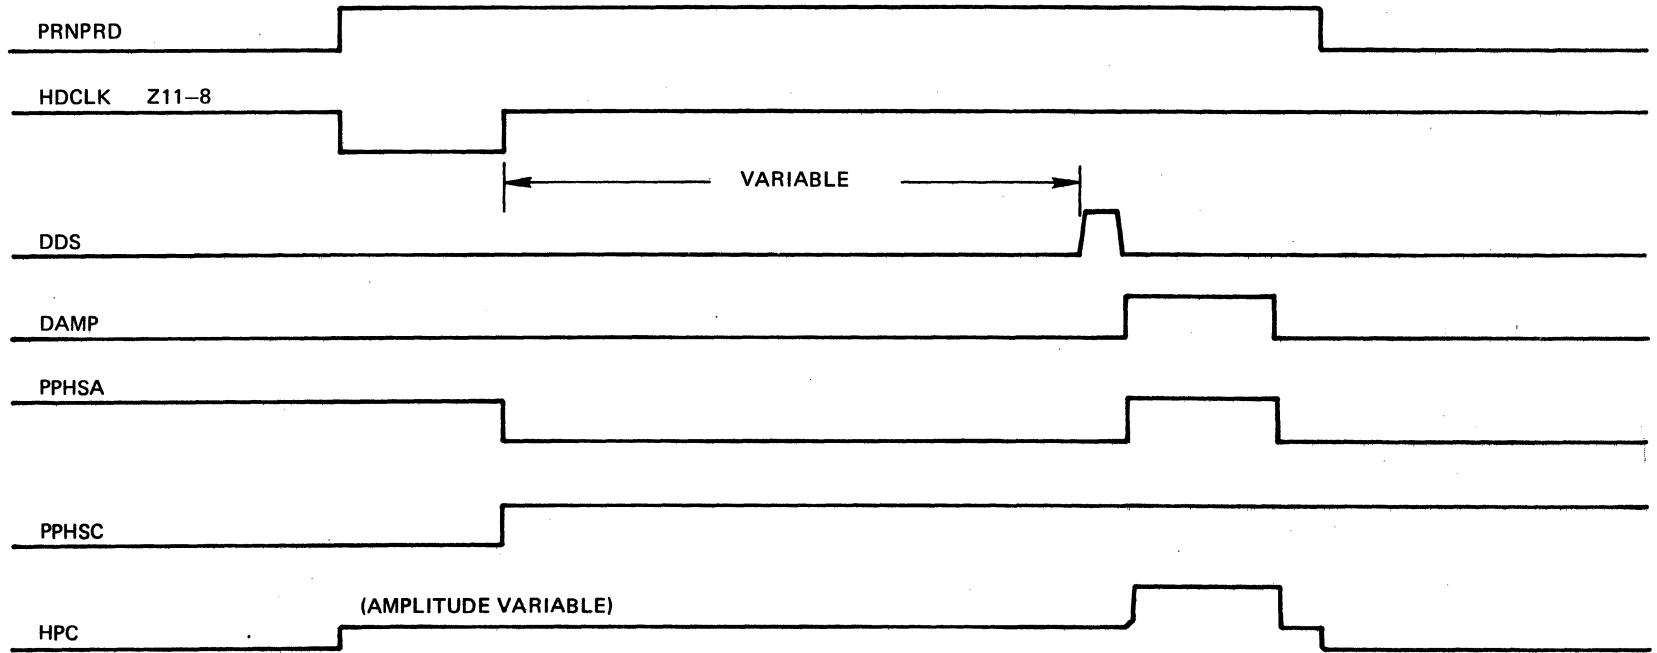 PRNPRD
HDCLK Z11–8
VARIABLE
DDS
DAMP
PPHSA
PPHSC
(AMPLITUDE VARIABLE)
HPC